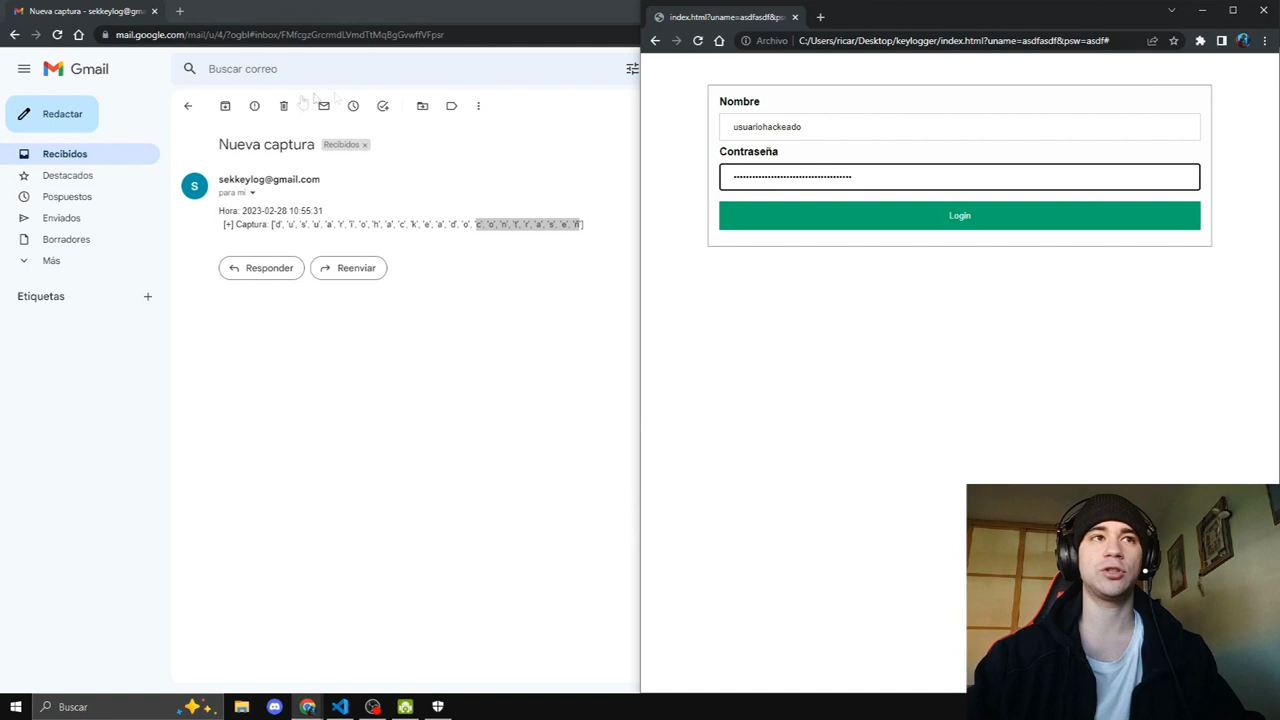 Nueva captura - sekkeylog@gm
mail.google.com/mail/u/4/?ogbl#inbox/FMfcgzGrcrmdLVmdTtMqBgGvwffVFpsr
Gmail
Buscar correo
Redactar
Recibidos
Destacados
Pospuestos
Enviados
Borradores
Más
Etiquetas
Nueva captura
Recibidos x
S
sekkeylog@gmail.com
para mí
Hora: 2023-02-28 10:55:31
[+] Captura: ['d', 'u', 's', 'u', 'a', 'r', 'i', 'o', 'h', 'a', 'c', 'k', 'e', 'a', 'd', 'o', 'c', 'o', 'n', 't', 'r', 'a', 's', 'e', 'ñ']
Responder
Reenviar
index.html?uname=asdfasdf&ps
Archivo
C:/Users/ricar/Desktop/keylogger/index.html?uname=asdfasdf&psw=asdf#
Nombre
usuariohackeado
Contraseña
Login
Buscar